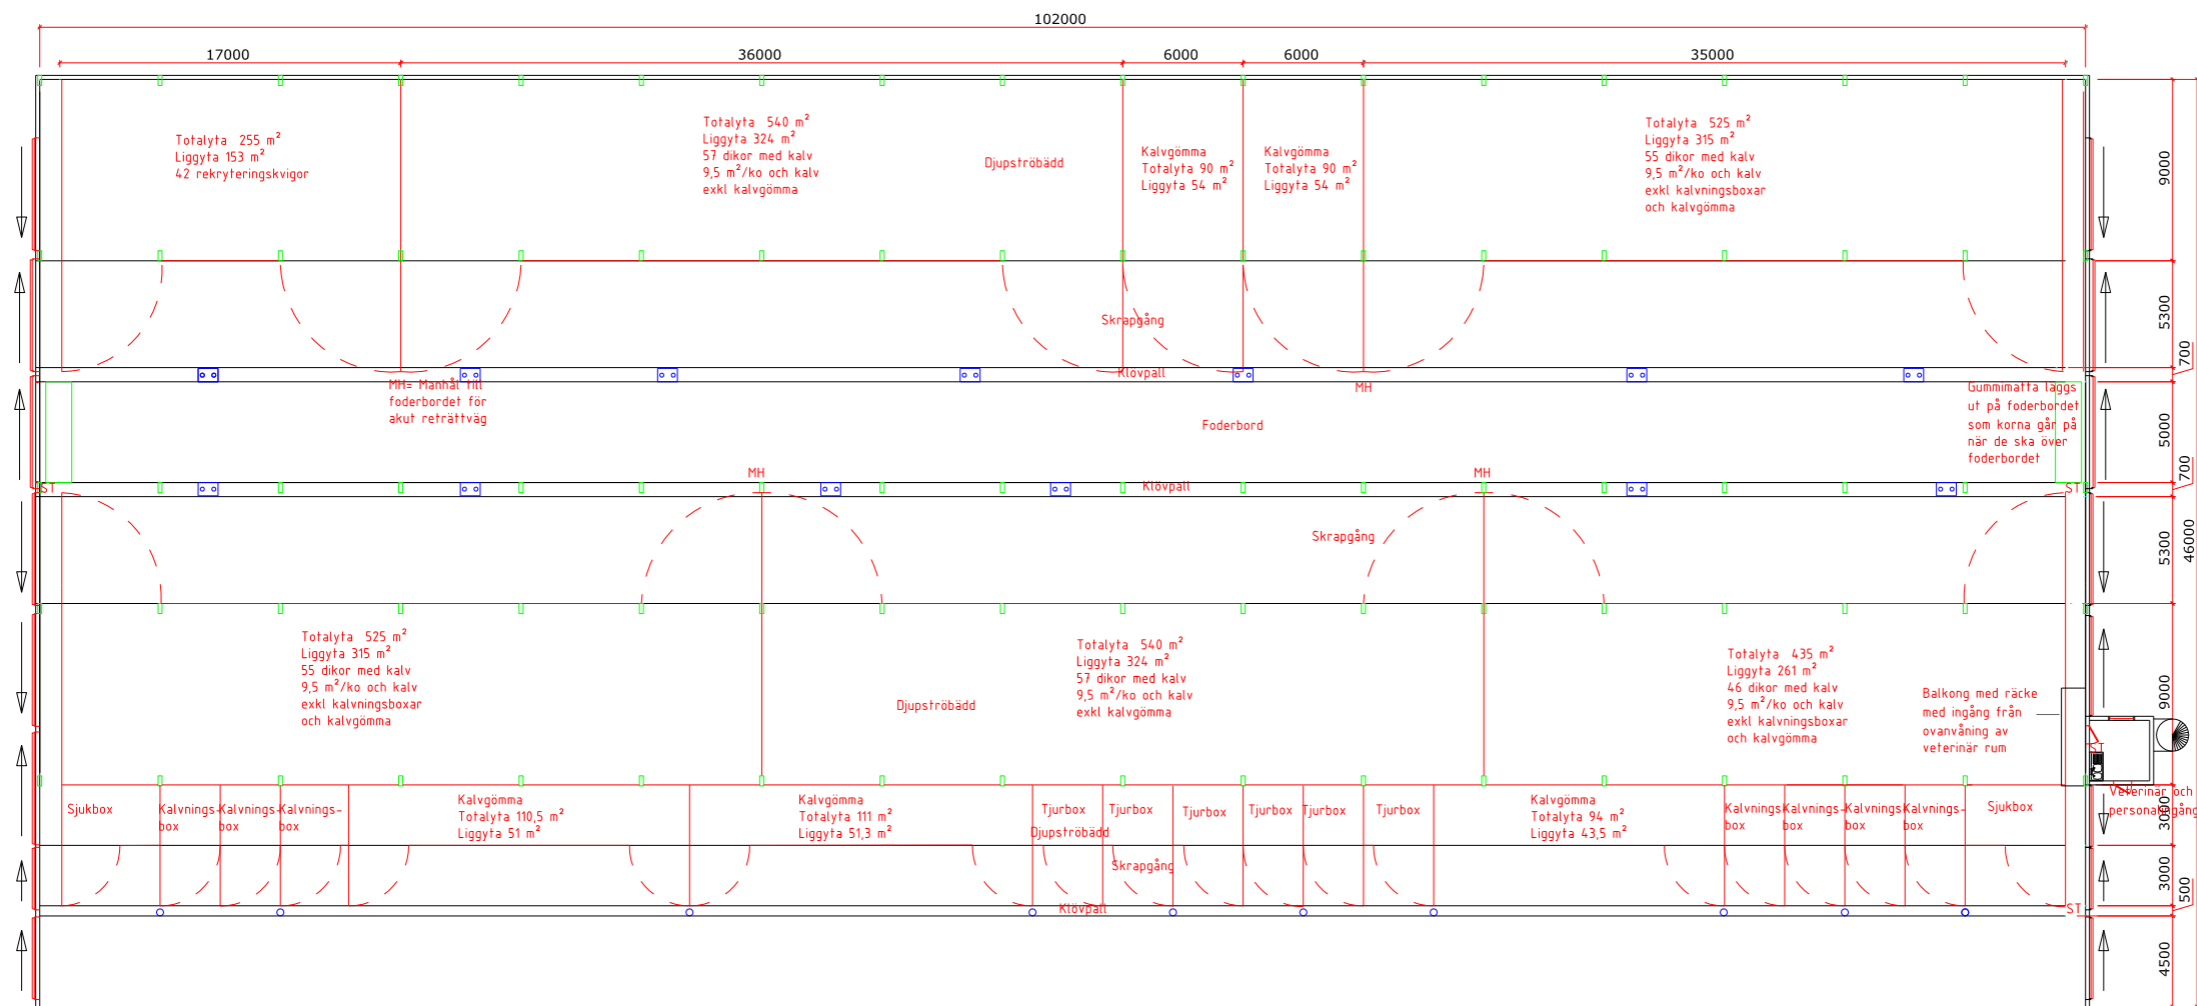 102000
17000
36000
6000
6000
35000
Totalyta 255 m²
Liggyta 153 m²
42 rekryteringskvigor
Totalyta 540 m²
Liggyta 324 m²
57 dikor med kalv
9,5 m²/ko och kalv
exkl kalvgömma
Djupströbädd
Kalvgömma
Totalyta 90 m²
Liggyta 54 m²
Kalvgömma
Totalyta 90 m²
Liggyta 54 m²
Totalyta 525 m²
Liggyta 315 m²
55 dikor med kalv
9,5 m²/ko och kalv
exkl kalvningsboxar
och kalvgömma
9000
Skrapgång
5300
Klövpall
700
MH= Manhål till
foderbordet för
akut reträttväg
MH
Foderbord
Gummimatta läggs
ut på foderbordet
som korna går på
när de ska över
foderbordet
5000
MH
MH
ST
Klövpall
ST
700
Skrapgång
5300
46000
Totalyta 525 m²
Liggyta 315 m²
55 dikor med kalv
9,5 m²/ko och kalv
exkl kalvningsboxar
och kalvgömma
Djupströbädd
Totalyta 540 m²
Liggyta 324 m²
57 dikor med kalv
9,5 m²/ko och kalv
exkl kalvgömma
Totalyta 435 m²
Liggyta 261 m²
46 dikor med kalv
9,5 m²/ko och kalv
exkl kalvningsboxar
och kalvgömma
Balkong med räcke
med ingång från
ovanvåning av
veterinär rum
9000
ST
Sjukbox
Kalvnings-
box
Kalvnings-
box
Kalvnings-
box
Kalvgömma
Totalyta 110,5 m²
Liggyta 51 m²
Kalvgömma
Totalyta 111 m²
Liggyta 51,3 m²
Tjurbox
Tjurbox
Tjurbox
Tjurbox
Tjurbox
Tjurbox
Djupströbädd
Kalvgömma
Totalyta 94 m²
Liggyta 43,5 m²
Kalvnings-
box
Kalvnings-
box
Kalvnings-
box
Kalvnings-
box
Sjukbox
Veterinär och
personalingång
3000
Skrapgång
3000
Klövpall
ST
500
4500